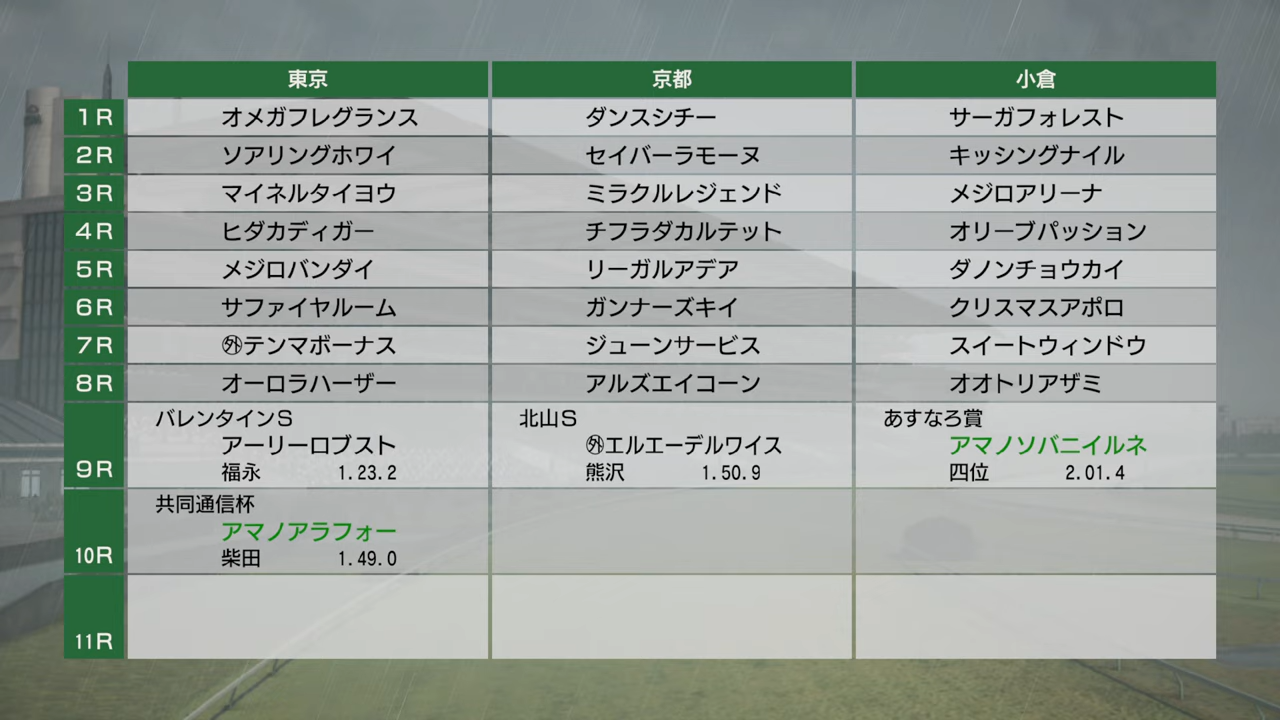 東京 京都 小倉
1R オメガフレグランス ダンスシチー サーガフォレスト
2R ソアリングホワイ セイバーラモーヌ キッシングナイル
3R マイネルタイヨウ ミラクルレジェンド メジロアリーナ
4R ヒダカディガー チフラダカルテット オリーブパッション
5R メジロバンダイ リーガルアデア ダノンチョウカイ
6R サファイヤルーム ガンナーズキイ クリスマスアポロ
7R ㊕テンマボーナス ジューンサービス スイートウィンドウ
8R オーロラハーザー アルズエイコーン オオトリアザミ
バレンタインS 北山S あすなろ賞
アーリーロブスト 外エルエーデルワイス アマノソバニイルネ
9R 福永 1.23.2 熊沢 1.50.9 四位 2.01.4
共同通信杯
アマノアラフォー
10R 柴田 1.49.0
11R